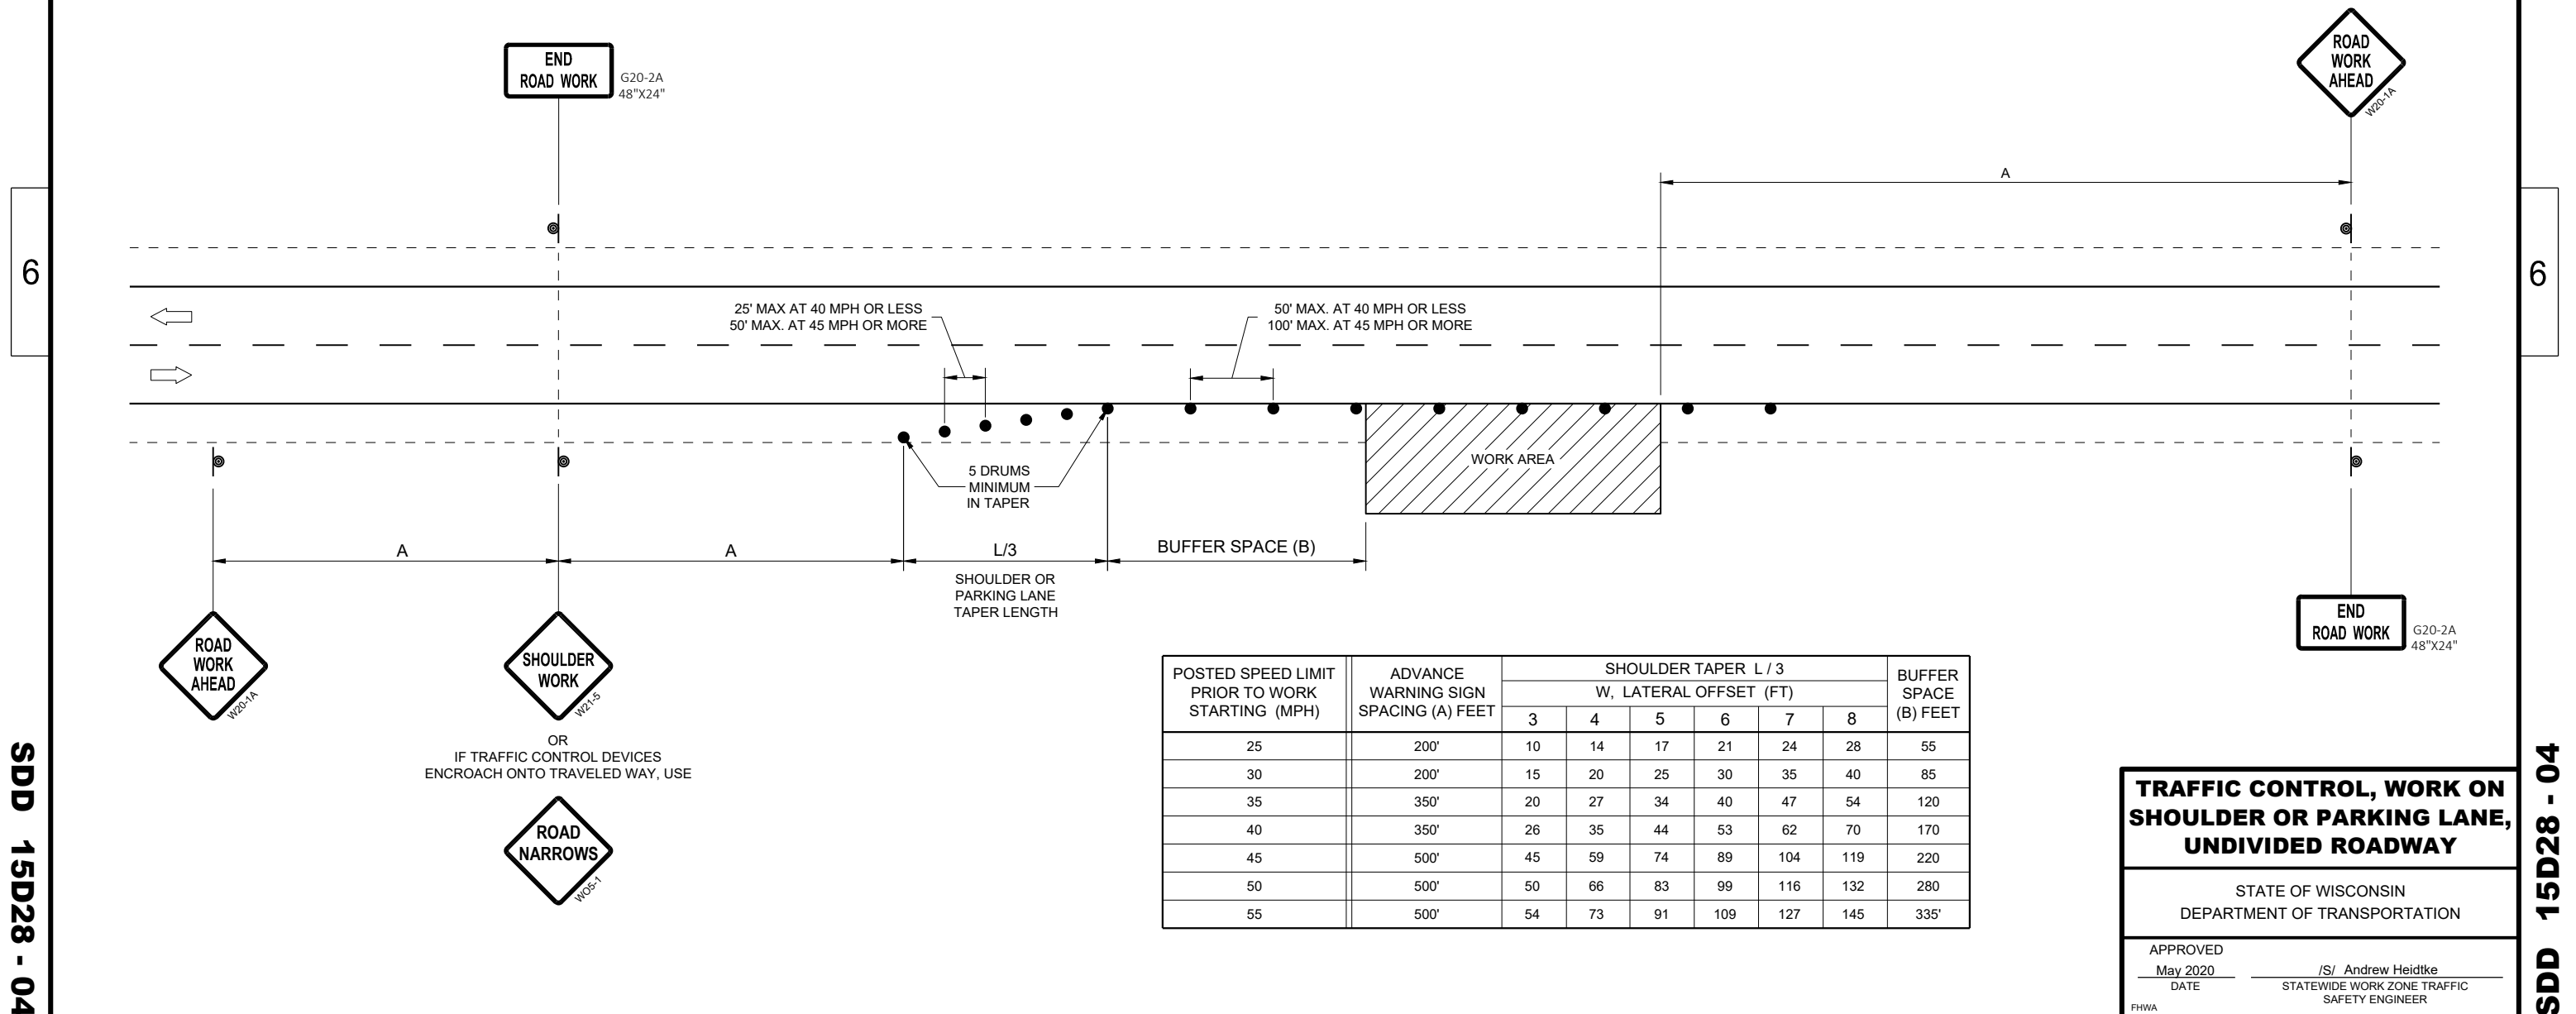 END
ROAD WORK
G20-2A
48"X24"
ROAD
WORK
AHEAD
W20-1A
A
6
6
25' MAX AT 40 MPH OR LESS
50' MAX. AT 45 MPH OR MORE
50' MAX. AT 40 MPH OR LESS
100' MAX. AT 45 MPH OR MORE
5 DRUMS
MINIMUM
IN TAPER
WORK AREA
A
A
L/3
BUFFER SPACE (B)
SHOULDER OR
PARKING LANE
TAPER LENGTH
ROAD
WORK
AHEAD
W20-1A
SHOULDER
WORK
W21-5
OR
IF TRAFFIC CONTROL DEVICES
ENCROACH ONTO TRAVELED WAY, USE
ROAD
NARROWS
WO5-1
END
ROAD WORK
G20-2A
48"X24"
POSTED SPEED LIMIT
PRIOR TO WORK
STARTING (MPH)
ADVANCE
WARNING SIGN
SPACING (A) FEET
SHOULDER TAPER L / 3
W, LATERAL OFFSET (FT)
3 4 5 6 7 8
BUFFER
SPACE
(B) FEET
25 200' 10 14 17 21 24 28 55
30 200' 15 20 25 30 35 40 85
35 350' 20 27 34 40 47 54 120
40 350' 26 35 44 53 62 70 170
45 500' 45 59 74 89 104 119 220
50 500' 50 66 83 99 116 132 280
55 500' 54 73 91 109 127 145 335'
TRAFFIC CONTROL, WORK ON
SHOULDER OR PARKING LANE,
UNDIVIDED ROADWAY
STATE OF WISCONSIN
DEPARTMENT OF TRANSPORTATION
APPROVED
May 2020 /S/ Andrew Heidtke
DATE STATEWIDE WORK ZONE TRAFFIC
SAFETY ENGINEER
FHWA
SDD 15D28 - 04
SDD 15D28 - 04